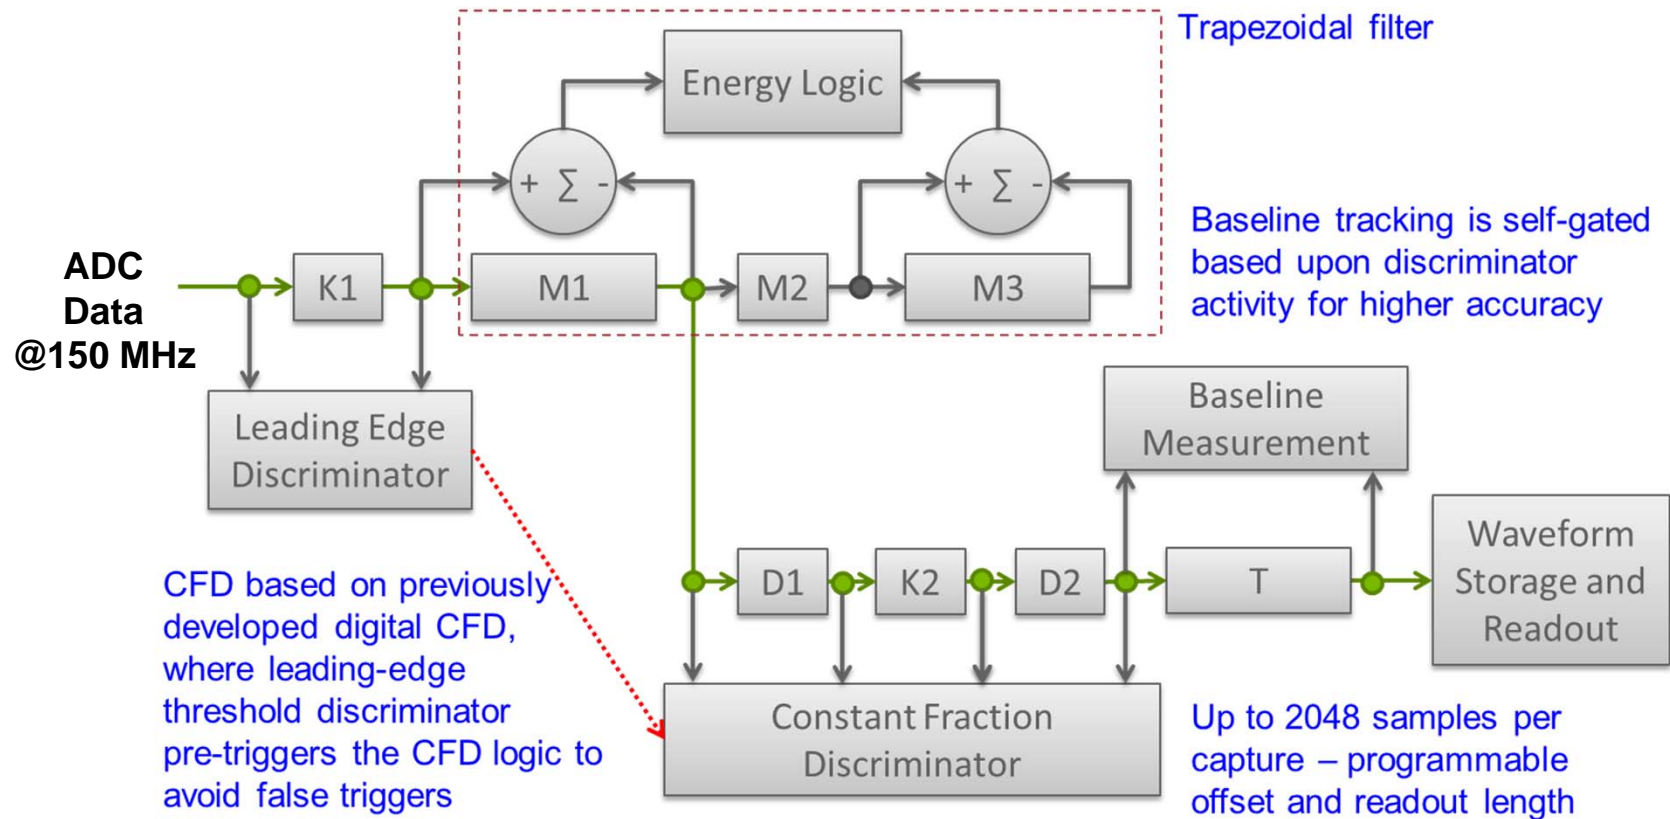 Trapezoidal filter
Energy Logic
+ Σ -
+ Σ -
ADC
Data
@150 MHz
K1
M1
M2
M3
Baseline tracking is self-gated
based upon discriminator
activity for higher accuracy
Leading Edge
Discriminator
Baseline
Measurement
CFD based on previously
developed digital CFD,
where leading-edge
threshold discriminator
pre-triggers the CFD logic to
avoid false triggers
D1
K2
D2
T
Waveform
Storage and
Readout
Constant Fraction
Discriminator
Up to 2048 samples per
capture – programmable
offset and readout length